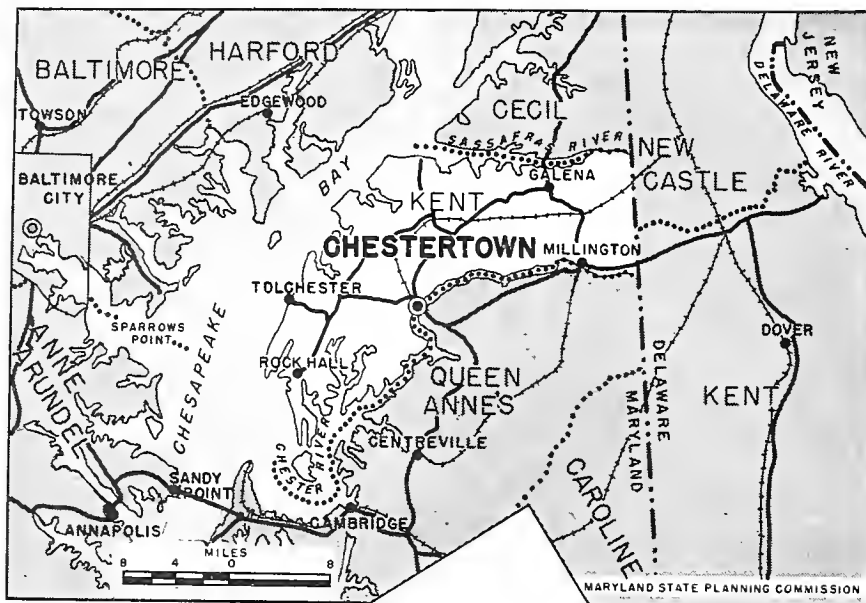 HARFORD
BALTIMORE
TOWSON
EDGEWOOD
CECIL
NEW
JERSEY
DELAWARE RIVER
SASSAFRAS RIVER
BAY
GALENA
NEW
CASTLE
BALTIMORE
CITY
KENT
CHESTERTOWN
MILLINGTON
TOLCHESTER
SPARROWS
POINT
DOVER
ANNE
ARUNDEL
CHESAPEAKE
ROCK HALL
QUEEN
ANNES
DELAWARE
MARYLAND
KENT
CHESTER
RIVER
CENTREVILLE
SANDY
POINT
CAROLINE
ANNAPOLIS
CAMBRIDGE
MILES
8 4 0 8
MARYLAND STATE PLANNING COMMISSION